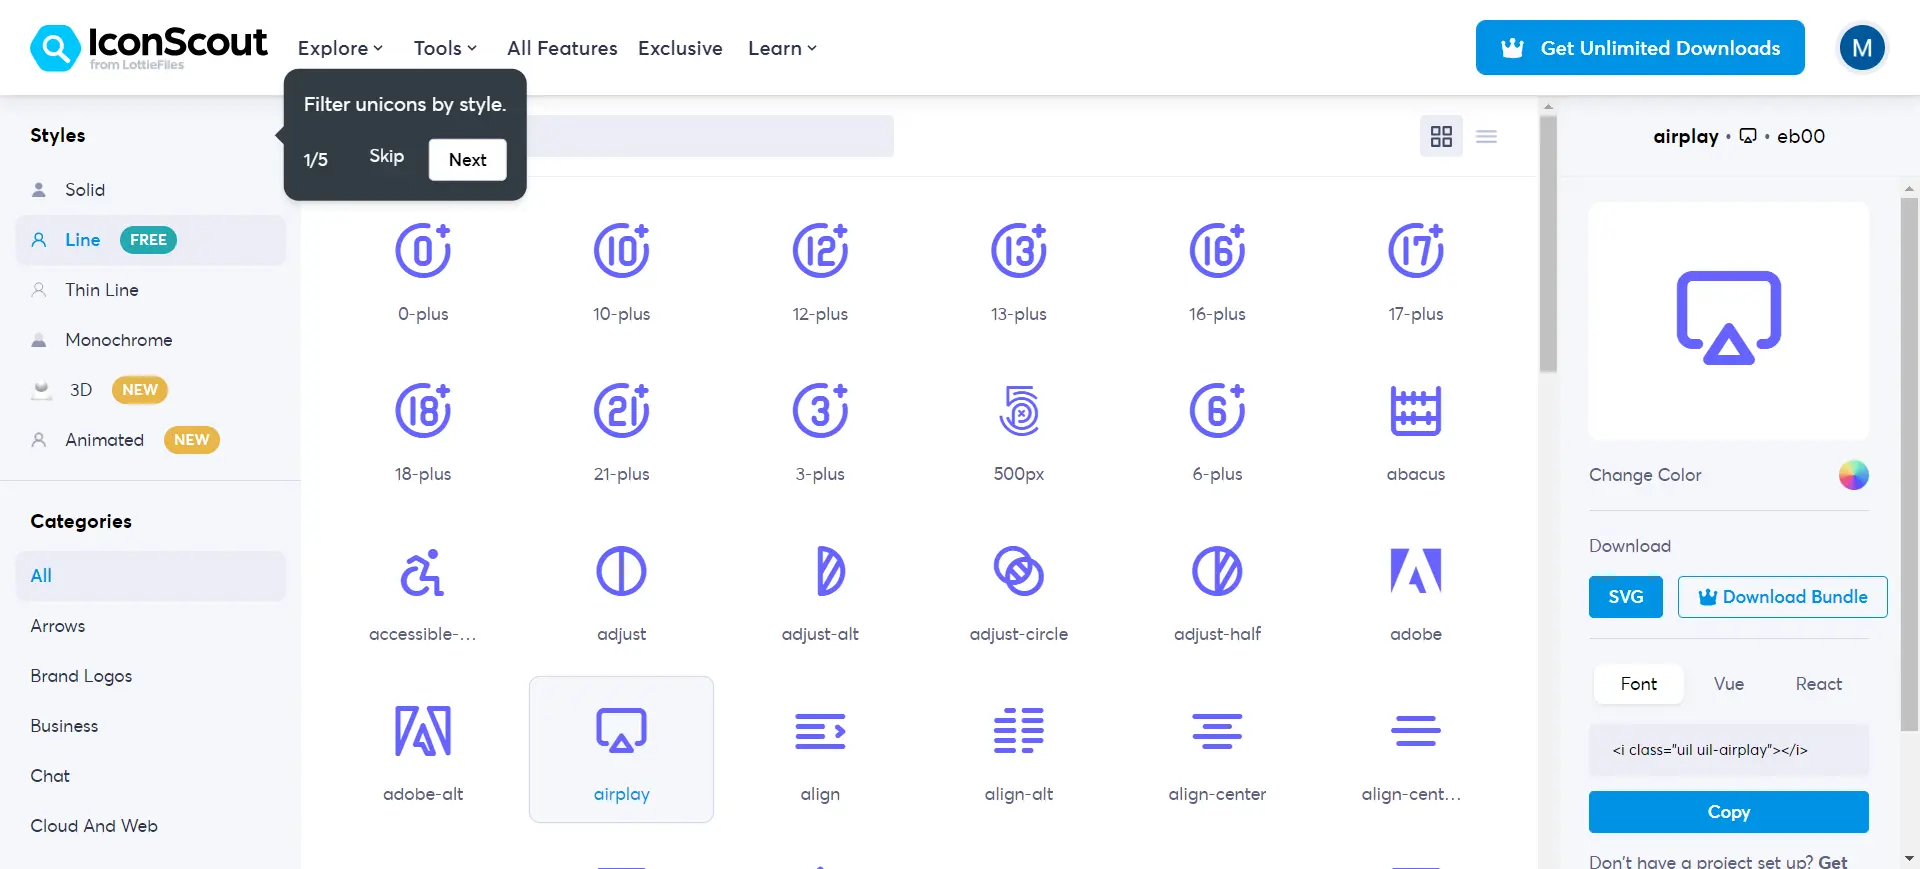 IconScout
from LottieFiles
Explore
Tools
All Features
Exclusive
Learn
Get Unlimited Downloads
M
Filter unicons by style.
1/5
Skip
Next
Styles
Solid
Line
FREE
Thin Line
Monochrome
3D
NEW
Animated
NEW
Categories
All
Arrows
Brand Logos
Business
Chat
Cloud And Web
0-plus
10-plus
12-plus
13-plus
16-plus
17-plus
18-plus
21-plus
3-plus
500px
6-plus
abacus
accessible-...
adjust
adjust-alt
adjust-circle
adjust-half
adobe
adobe-alt
airplay
align
align-alt
align-center
align-cent...
airplay • • eb00
Change Color
Download
SVG
Download Bundle
Font
Vue
React
<i class="uil uil-airplay"></i>
Copy
Don't have a project set up? Get